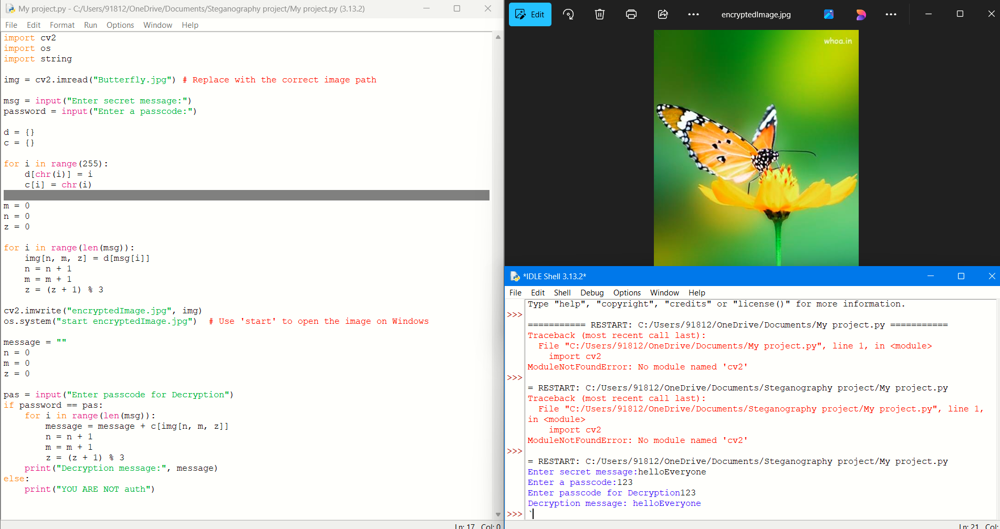 My project.py - C:/Users/91812/OneDrive/Documents/Steganography project/My project.py (3.13.2)
File Edit Format Run Options Window Help
import cv2
import os
import string
img = cv2.imread("Butterfly.jpg") # Replace with the correct image path
msg = input("Enter secret message:")
password = input("Enter a passcode:")
d = {}
c = {}
for i in range(255):
    d[chr(i)] = i
    c[i] = chr(i)
m = 0
n = 0
z = 0
for i in range(len(msg)):
    img[n, m, z] = d[msg[i]]
    n = n + 1
    m = m + 1
    z = (z + 1) % 3
cv2.imwrite("encryptedImage.jpg", img)
os.system("start encryptedImage.jpg")  # Use 'start' to open the image on Windows
message = ""
n = 0
m = 0
z = 0
pas = input("Enter passcode for Decryption")
if password == pas:
    for i in range(len(msg)):
        message = message + c[img[n, m, z]]
        n = n + 1
        m = m + 1
        z = (z + 1) % 3
    print("Decryption message:", message)
else:
    print("YOU ARE NOT auth")
Ln: 17 Col: 0
Edit
encryptedImage.jpg
whoa.in
*IDLE Shell 3.13.2*
File Edit Shell Debug Options Window Help
Type "help", "copyright", "credits" or "license()" for more information.
>>>
=========== RESTART: C:/Users/91812/OneDrive/Documents/My project.py ===========
Traceback (most recent call last):
  File "C:/Users/91812/OneDrive/Documents/My project.py", line 1, in <module>
    import cv2
ModuleNotFoundError: No module named 'cv2'
>>>
= RESTART: C:/Users/91812/OneDrive/Documents/Steganography project/My project.py
Traceback (most recent call last):
  File "C:/Users/91812/OneDrive/Documents/Steganography project/My project.py", line 1,
in <module>
    import cv2
ModuleNotFoundError: No module named 'cv2'
>>>
= RESTART: C:/Users/91812/OneDrive/Documents/Steganography project/My project.py
Enter secret message:helloEveryone
Enter a passcode:123
Enter passcode for Decryption123
Decryption message: helloEveryone
>>> `
Ln: 21 Col: